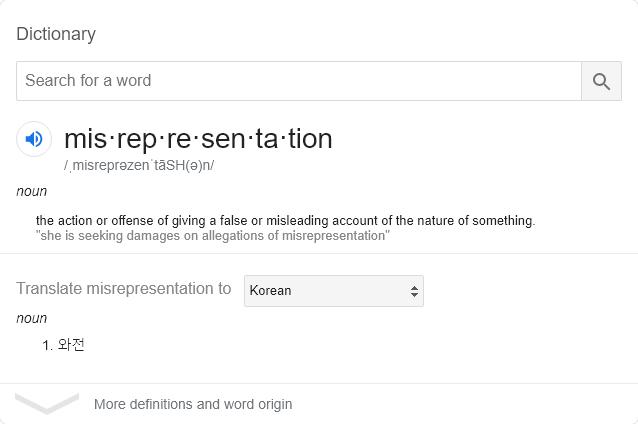 Dictionary
Search for a word
mis·rep·re·sen·ta·tion
/ˌmisreprəzenˈtāSH(ə)n/
noun
the action or offense of giving a false or misleading account of the nature of something.
"she is seeking damages on allegations of misrepresentation"
Translate misrepresentation to Korean
noun
1. 와전
More definitions and word origin